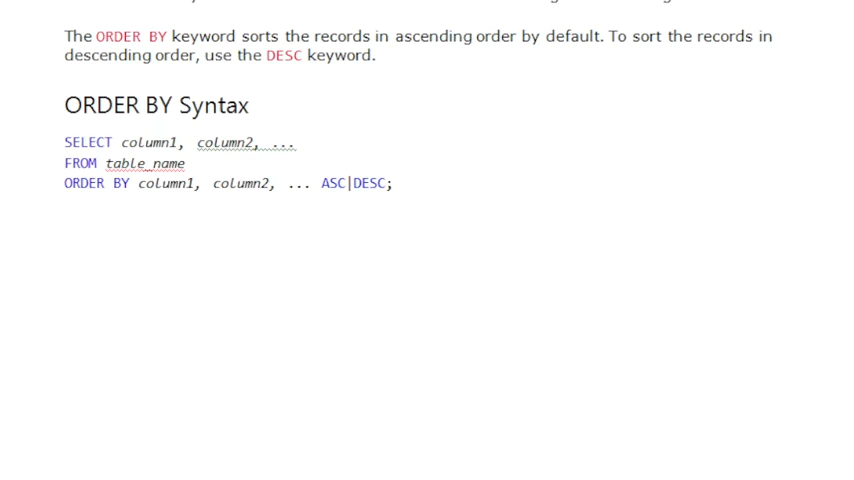 The ORDER BY keyword sorts the records in ascending order by default. To sort the records in
descending order, use the DESC keyword.
ORDER BY Syntax
SELECT column1, column2, ...
FROM table_name
ORDER BY column1, column2, ... ASC|DESC;